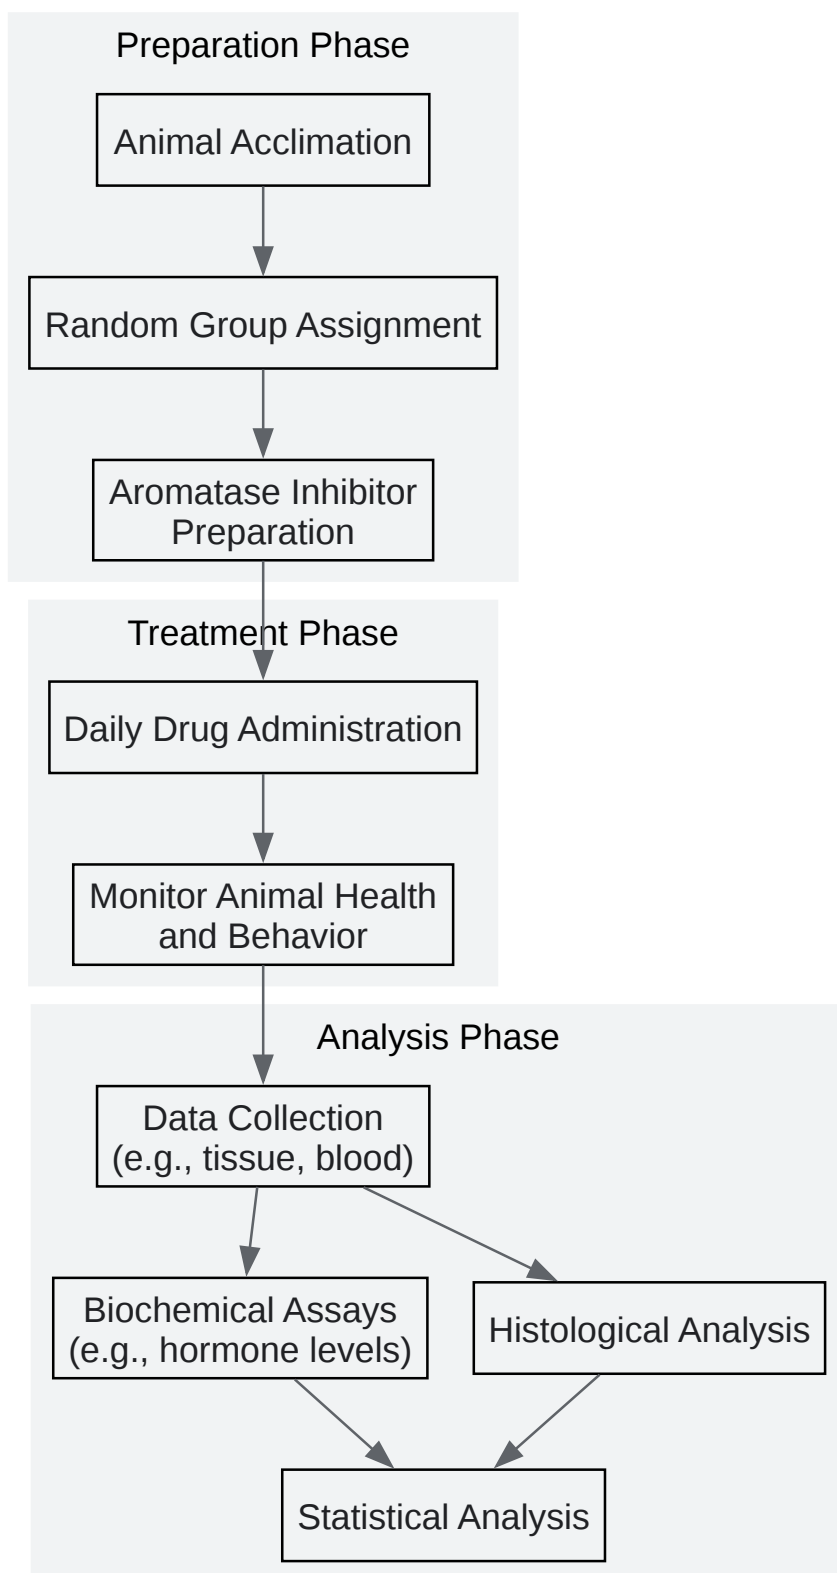 Preparation Phase
Animal Acclimation
Random Group Assignment
Aromatase Inhibitor
Preparation
Treatment Phase
Daily Drug Administration
Monitor Animal Health
and Behavior
Analysis Phase
Data Collection
(e.g., tissue, blood)
Biochemical Assays
(e.g., hormone levels)
Histological Analysis
Statistical Analysis